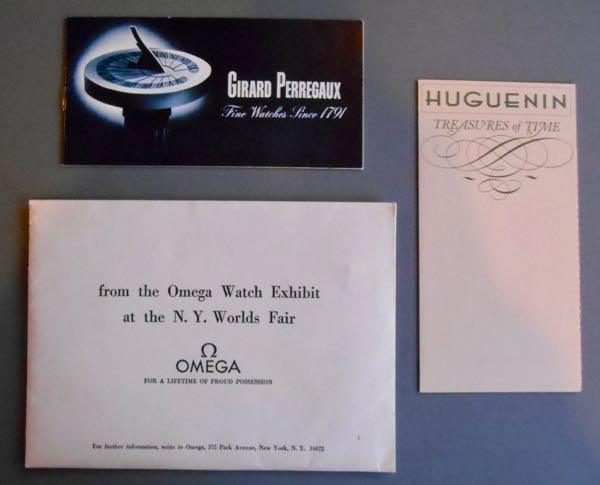 GIRARD PERREGAUX
Fine Watches Since 1791
HUGUENIN
TREASURES of TIME
from the Omega Watch Exhibit
at the N. Y. Worlds Fair
Ω
OMEGA
FOR A LIFETIME OF PROUD POSSESSION
For further information, write to Omega, 375 Park Avenue, New York, N. Y. 10022